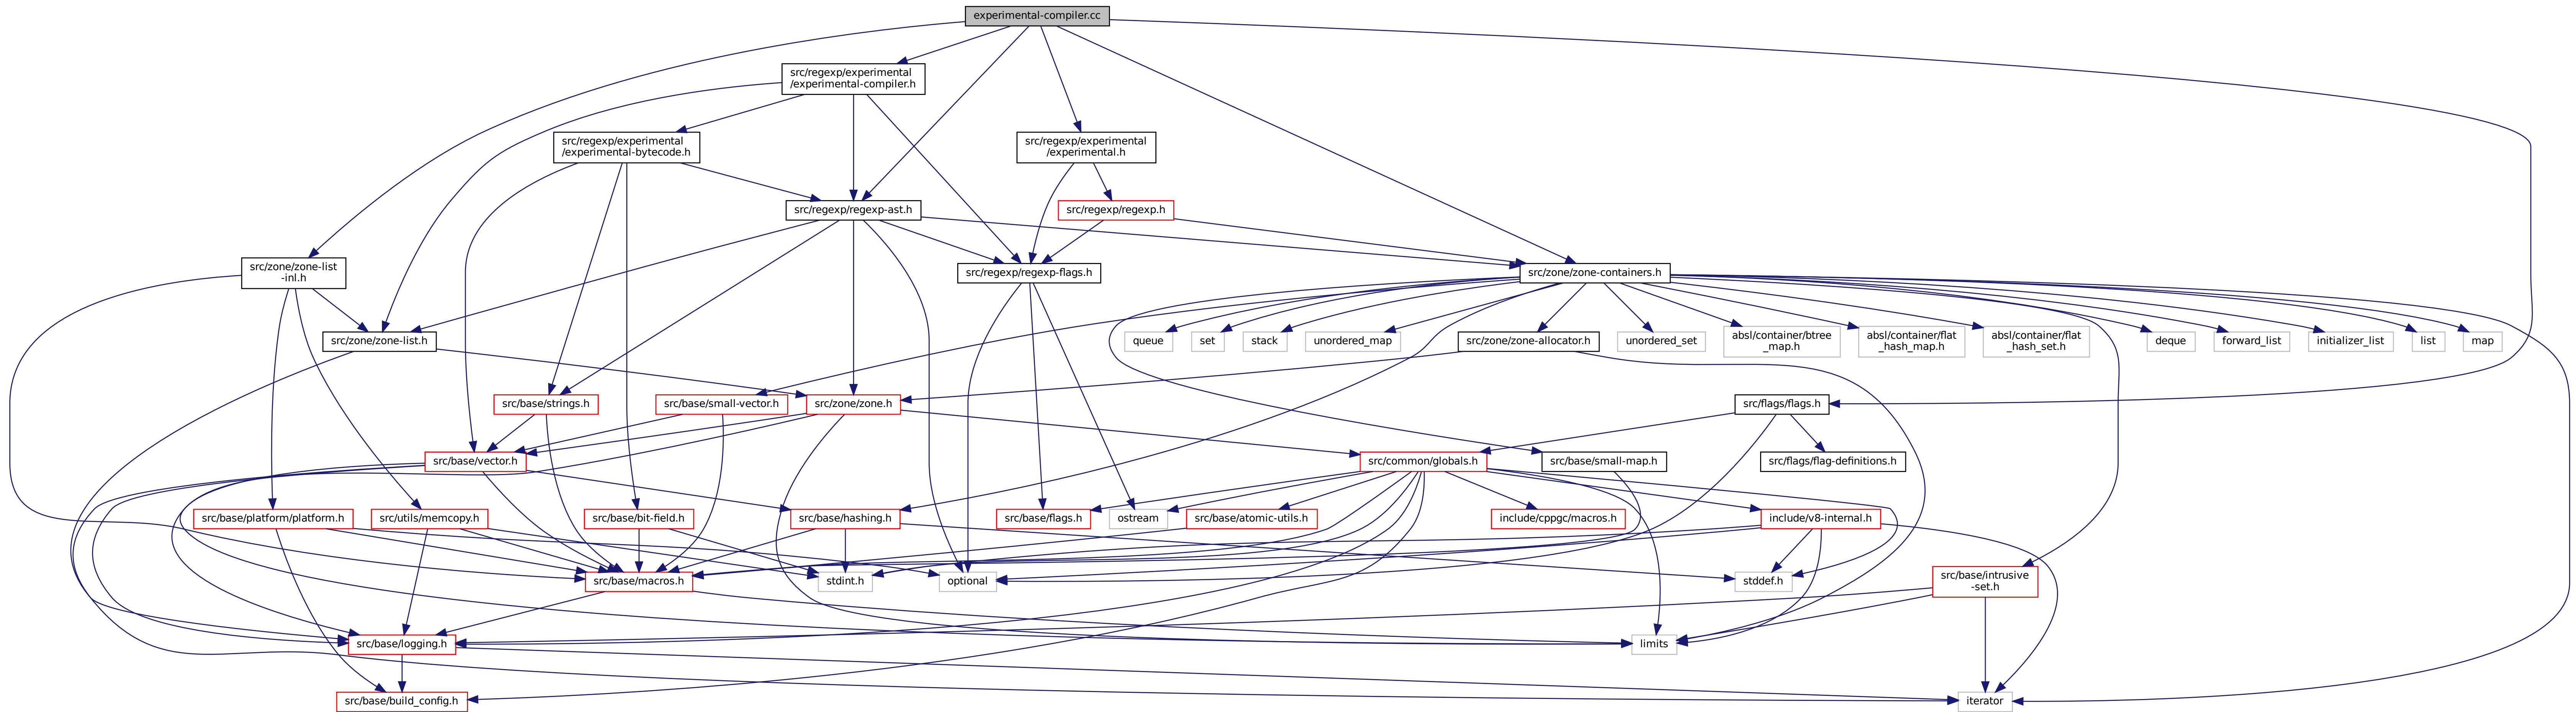 experimental-compiler.cc
src/regexp/experimental
/experimental-compiler.h
src/regexp/experimental
/experimental-bytecode.h
src/regexp/experimental
/experimental.h
src/regexp/regexp-ast.h
src/regexp/regexp.h
src/zone/zone-list
-inl.h
src/regexp/regexp-flags.h
src/zone/zone-containers.h
src/zone/zone-list.h
queue
set
stack
unordered_map
src/zone/zone-allocator.h
unordered_set
absl/container/btree
_map.h
absl/container/flat
_hash_map.h
absl/container/flat
_hash_set.h
deque
forward_list
initializer_list
list
map
src/base/strings.h
src/base/small-vector.h
src/zone/zone.h
src/flags/flags.h
src/base/vector.h
src/common/globals.h
src/base/small-map.h
src/flags/flag-definitions.h
src/base/platform/platform.h
src/utils/memcopy.h
src/base/bit-field.h
src/base/hashing.h
src/base/flags.h
ostream
src/base/atomic-utils.h
include/cppgc/macros.h
include/v8-internal.h
src/base/macros.h
stdint.h
optional
stddef.h
src/base/intrusive
-set.h
src/base/logging.h
limits
src/base/build_config.h
iterator